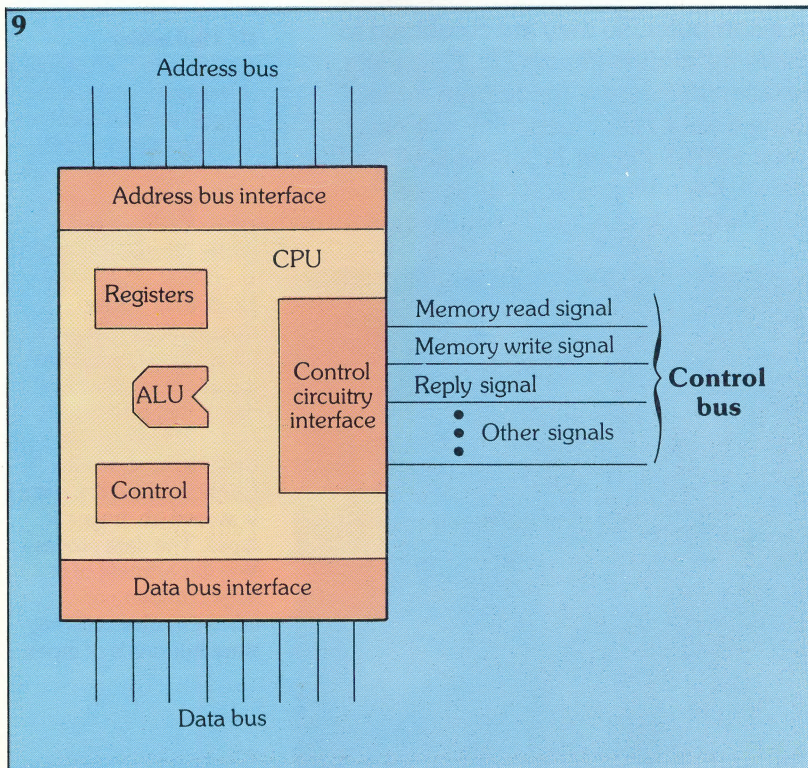 9
Address bus
Address bus interface
CPU
Registers
ALU
Control
Control
circuitry
interface
Memory read signal
Memory write signal
Reply signal
Other signals
Control
bus
Data bus interface
Data bus